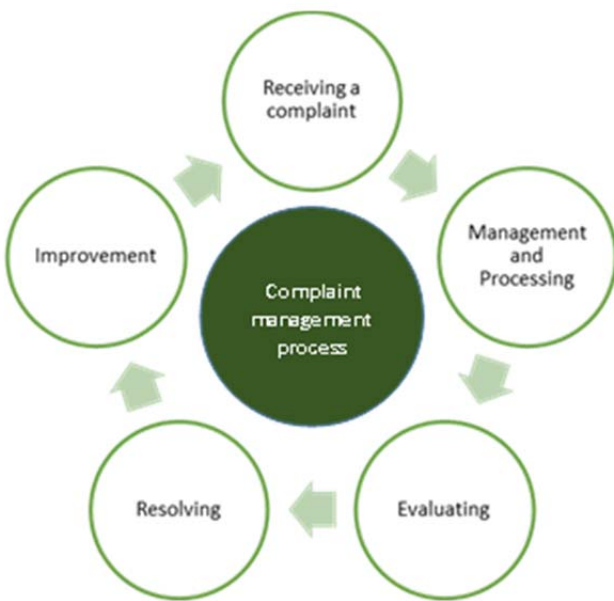 Receiving a
complaint
Management
and
Processing
Evaluating
Resolving
Improvement
Complaint
management
process